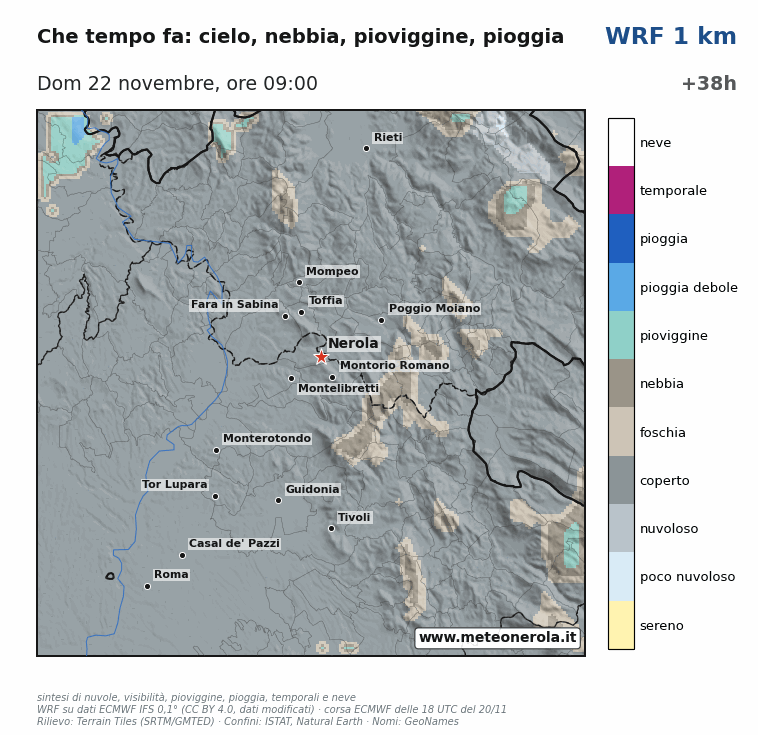 Che tempo fa: cielo, nebbia, pioviggine, pioggia
WRF 1 km
Dom 22 novembre, ore 09:00
+38h
Rieti
Mompeo
Toffia
Fara in Sabina
Poggio Moiano
Nerola
Montorio Romano
Montelibretti
Monterotondo
Tor Lupara
Guidonia
Tivoli
Casal de' Pazzi
Roma
www.meteonerola.it
neve
temporale
pioggia
pioggia debole
pioviggine
nebbia
foschia
coperto
nuvoloso
poco nuvoloso
sereno
sintesi di nuvole, visibilità, pioviggine, pioggia, temporali e neve
WRF su dati ECMWF IFS 0,1° (CC BY 4.0, dati modificati) · corsa ECMWF delle 18 UTC del 20/11
Rilievo: Terrain Tiles (SRTM/GMTED) · Confini: ISTAT, Natural Earth · Nomi: GeoNames